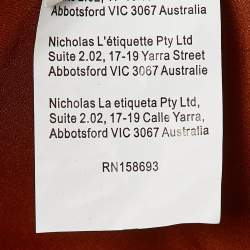 Abbotsford VIC 3067 Australia
Nicholas L'étiquette Pty Ltd
Suite 2.02, 17-19 Yarra Street
Abbotsford VIC 3067 Australie
Nicholas La etiqueta Pty Ltd,
Suite 2.02, 17-19 Calle Yarra,
Abbotsford VIC 3067 Australia
RN158693